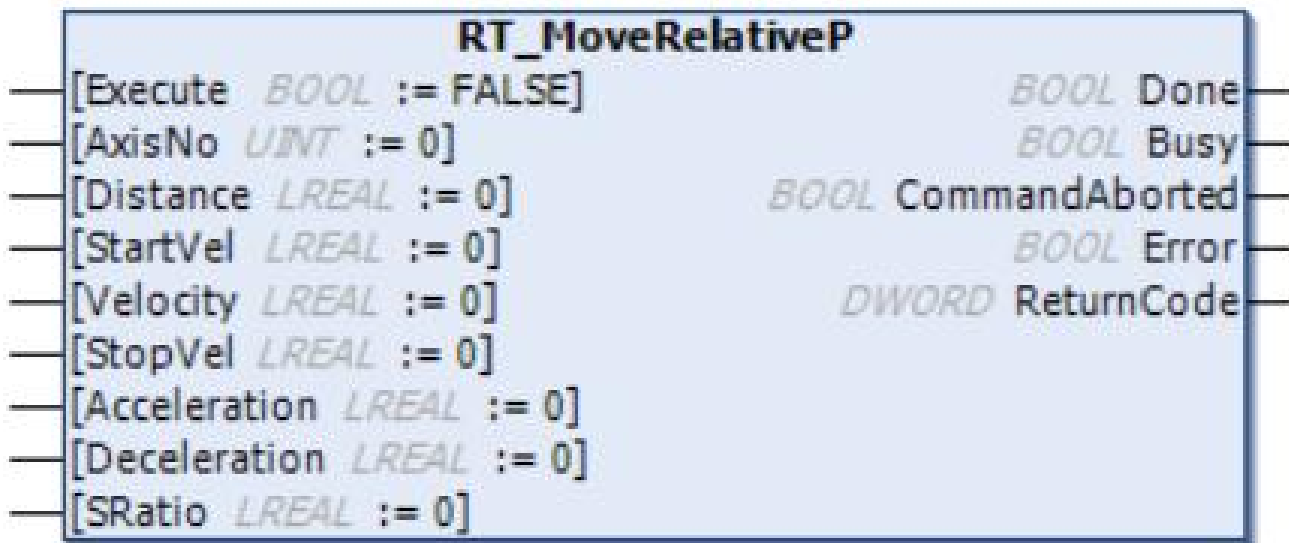 RT_MoveRelativeP
[Execute BOOL := FALSE] BOOL Done
[AxisNo UINT := 0] BOOL Busy
[Distance LREAL := 0] BOOL CommandAborted
[StartVel LREAL := 0] BOOL Error
[Velocity LREAL := 0] DWORD ReturnCode
[StopVel LREAL := 0]
[Acceleration LREAL := 0]
[Deceleration LREAL := 0]
[SRatio LREAL := 0]